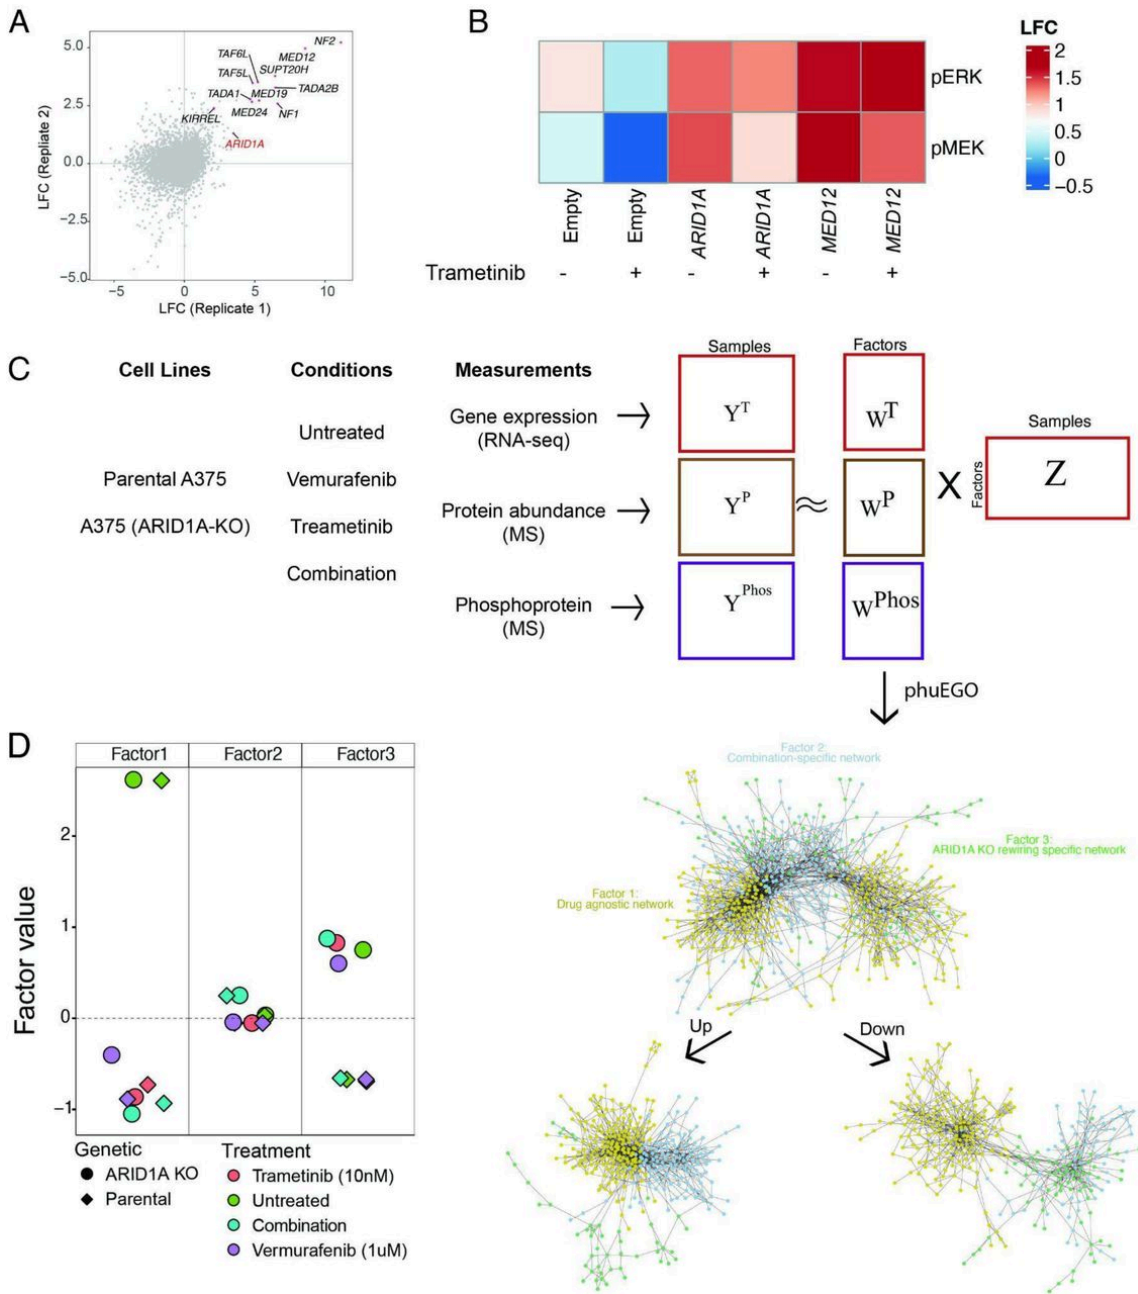 A
LFC (Repliate 2)
5.0
2.5
0.0
−2.5
−5.0
−5
0
5
10
LFC (Replicate 1)
NF2
TAF6L
MED12
SUPT20H
TAF5L
TADA2B
TADA1
MED19
KIRREL
MED24
NF1
ARID1A
B
LFC
2
1.5
1
0.5
0
−0.5
pERK
pMEK
Empty
Empty
ARID1A
ARID1A
MED12
MED12
Trametinib
-
+
-
+
-
+
C
Cell Lines
Conditions
Measurements
Parental A375
A375 (ARID1A-KO)
Untreated
Vemurafenib
Treametinib
Combination
Gene expression
(RNA-seq)
Protein abundance
(MS)
Phosphoprotein
(MS)
Samples
Y^T
Y^P
Y^Phos
≈
Factors
W^T
W^P
W^Phos
X
Samples
Factors
Z
phuEGO
Factor 2:
Combination-specific network
Factor 3:
ARID1A KO rewiring specific network
Factor 1:
Drug agnostic network
Up
Down
D
Factor1
Factor2
Factor3
Factor value
2
1
0
−1
Genetic
ARID1A KO
Parental
Treatment
Trametinib (10nM)
Untreated
Combination
Vermurafenib (1uM)